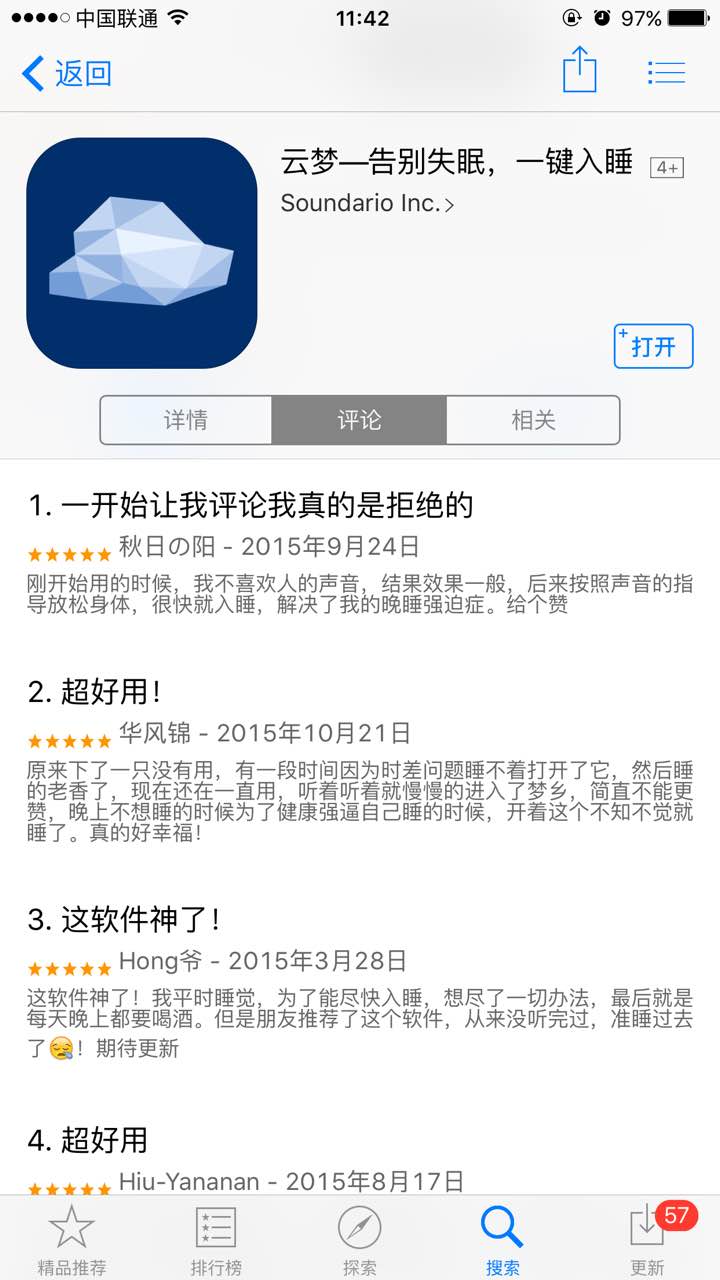 中国联通
11:42
97%
返回
云梦—告别失眠，一键入睡 4+
Soundario Inc.
+打开
详情
评论
相关
1. 一开始让我评论我真的是拒绝的
秋日の阳 - 2015年9月24日
刚开始用的时候，我不喜欢人的声音，结果效果一般，后来按照声音的指
导放松身体，很快就入睡，解决了我的晚睡强迫症。给个赞
2. 超好用！
华风锦 - 2015年10月21日
原来下了一只没有用，有一段时间因为时差问题睡不着打开了它，然后睡
的老香了，现在还在一直用，听着听着就慢慢的进入了梦乡，简直不能更
赞，晚上不想睡的时候为了健康强逼自己睡的时候，开着这个不知不觉就
睡了。真的好幸福！
3. 这软件神了！
Hong爷 - 2015年3月28日
这软件神了！我平时睡觉，为了能尽快入睡，想尽了一切办法，最后就是
每天晚上都要喝酒。但是朋友推荐了这个软件，从来没听完过，准睡过去
了😪！期待更新
4. 超好用
Hiu-Yananan - 2015年8月17日
57
精品推荐
排行榜
探索
搜索
更新